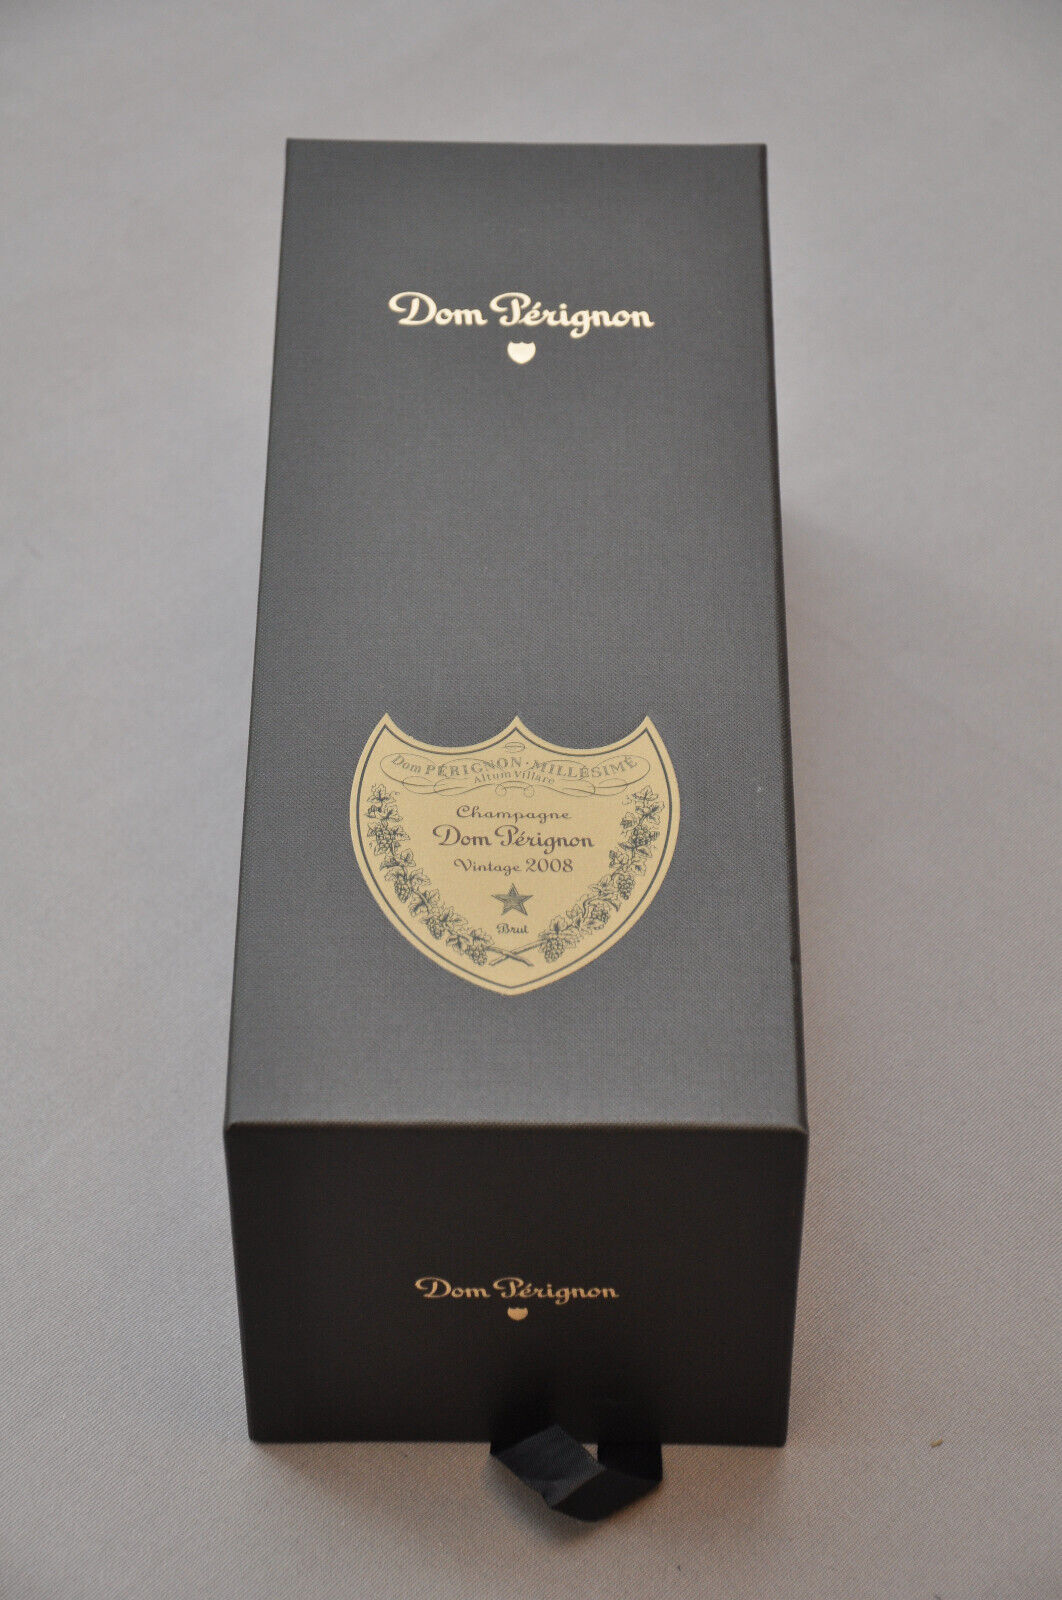 Dom Pérignon
Dom PÉRIGNON · MILLÉSIMÉ
Altum Villare
Champagne
Dom Pérignon
Vintage 2008
Brut
Dom Pérignon